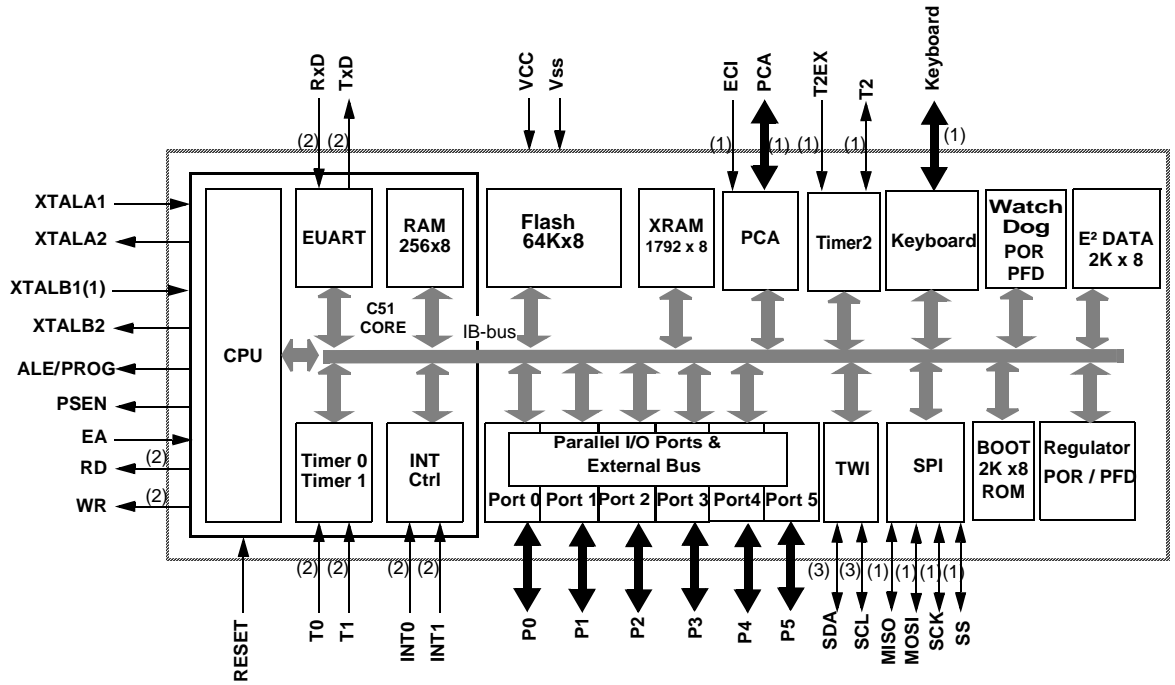 RxD
TxD
VCC
Vss
ECI
PCA
T2EX
T2
Keyboard
(2)
(2)
(1)
(1)
(1)
(1)
(1)
XTALA1
XTALA2
XTALB1(1)
XTALB2
ALE/PROG
PSEN
EA
RD
(2)
WR
(2)
CPU
EUART
RAM
256x8
C51
CORE
IB-bus
Flash
64Kx8
XRAM
1792 x 8
PCA
Timer2
Keyboard
Watch
Dog
POR
PFD
E² DATA
2K x 8
Timer 0
Timer 1
INT
Ctrl
Parallel I/O Ports &
External Bus
Port 0
Port 1
Port 2
Port 3
Port4
Port 5
TWI
SPI
BOOT
2K x8
ROM
Regulator
POR / PFD
(2)
(2)
(2)
(2)
(3)
(3)
(1)
(1)
(1)
(1)
RESET
T0
T1
INT0
INT1
P0
P1
P2
P3
P4
P5
SDA
SCL
MISO
MOSI
SCK
SS